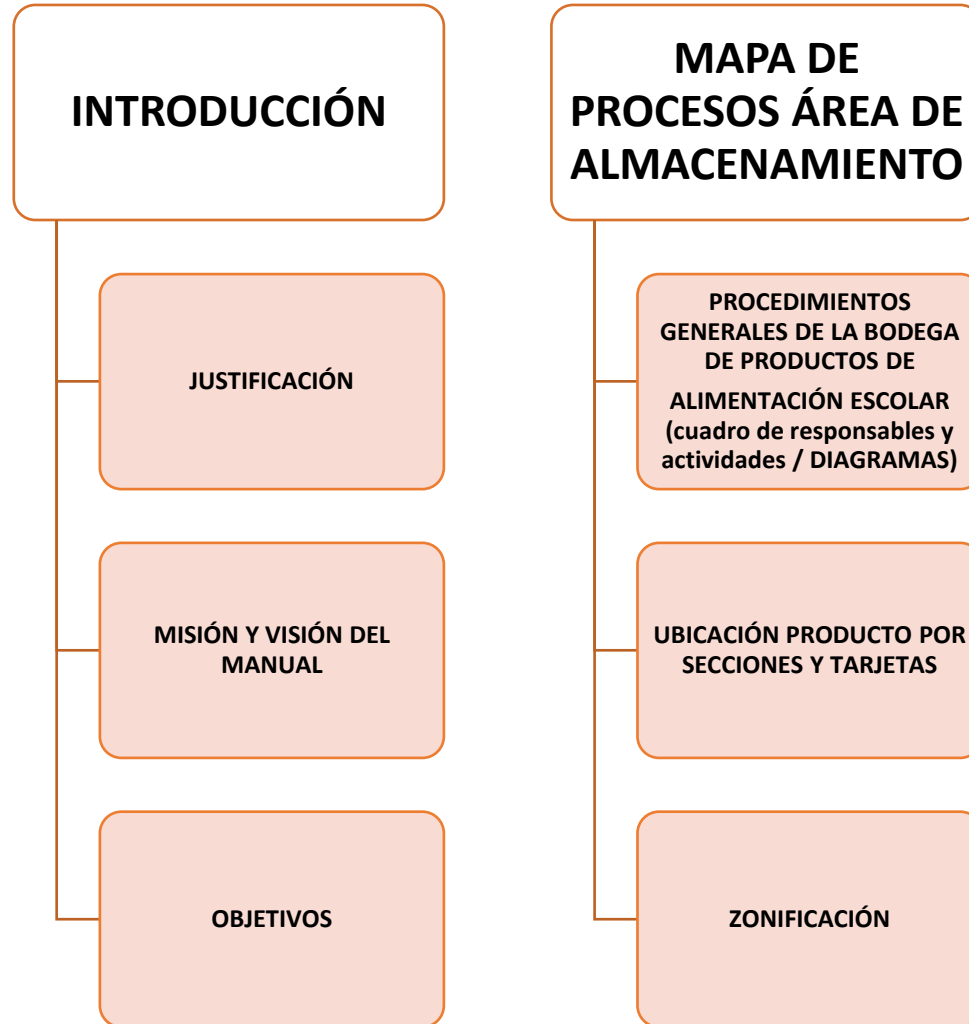 INTRODUCCIÓN
JUSTIFICACIÓN
MISIÓN Y VISIÓN DEL
MANUAL
OBJETIVOS
MAPA DE
PROCESOS ÁREA DE
ALMACENAMIENTO
PROCEDIMIENTOS
GENERALES DE LA BODEGA
DE PRODUCTOS DE
ALIMENTACIÓN ESCOLAR
(cuadro de responsables y
actividades / DIAGRAMAS)
UBICACIÓN PRODUCTO POR
SECCIONES Y TARJETAS
ZONIFICACIÓN